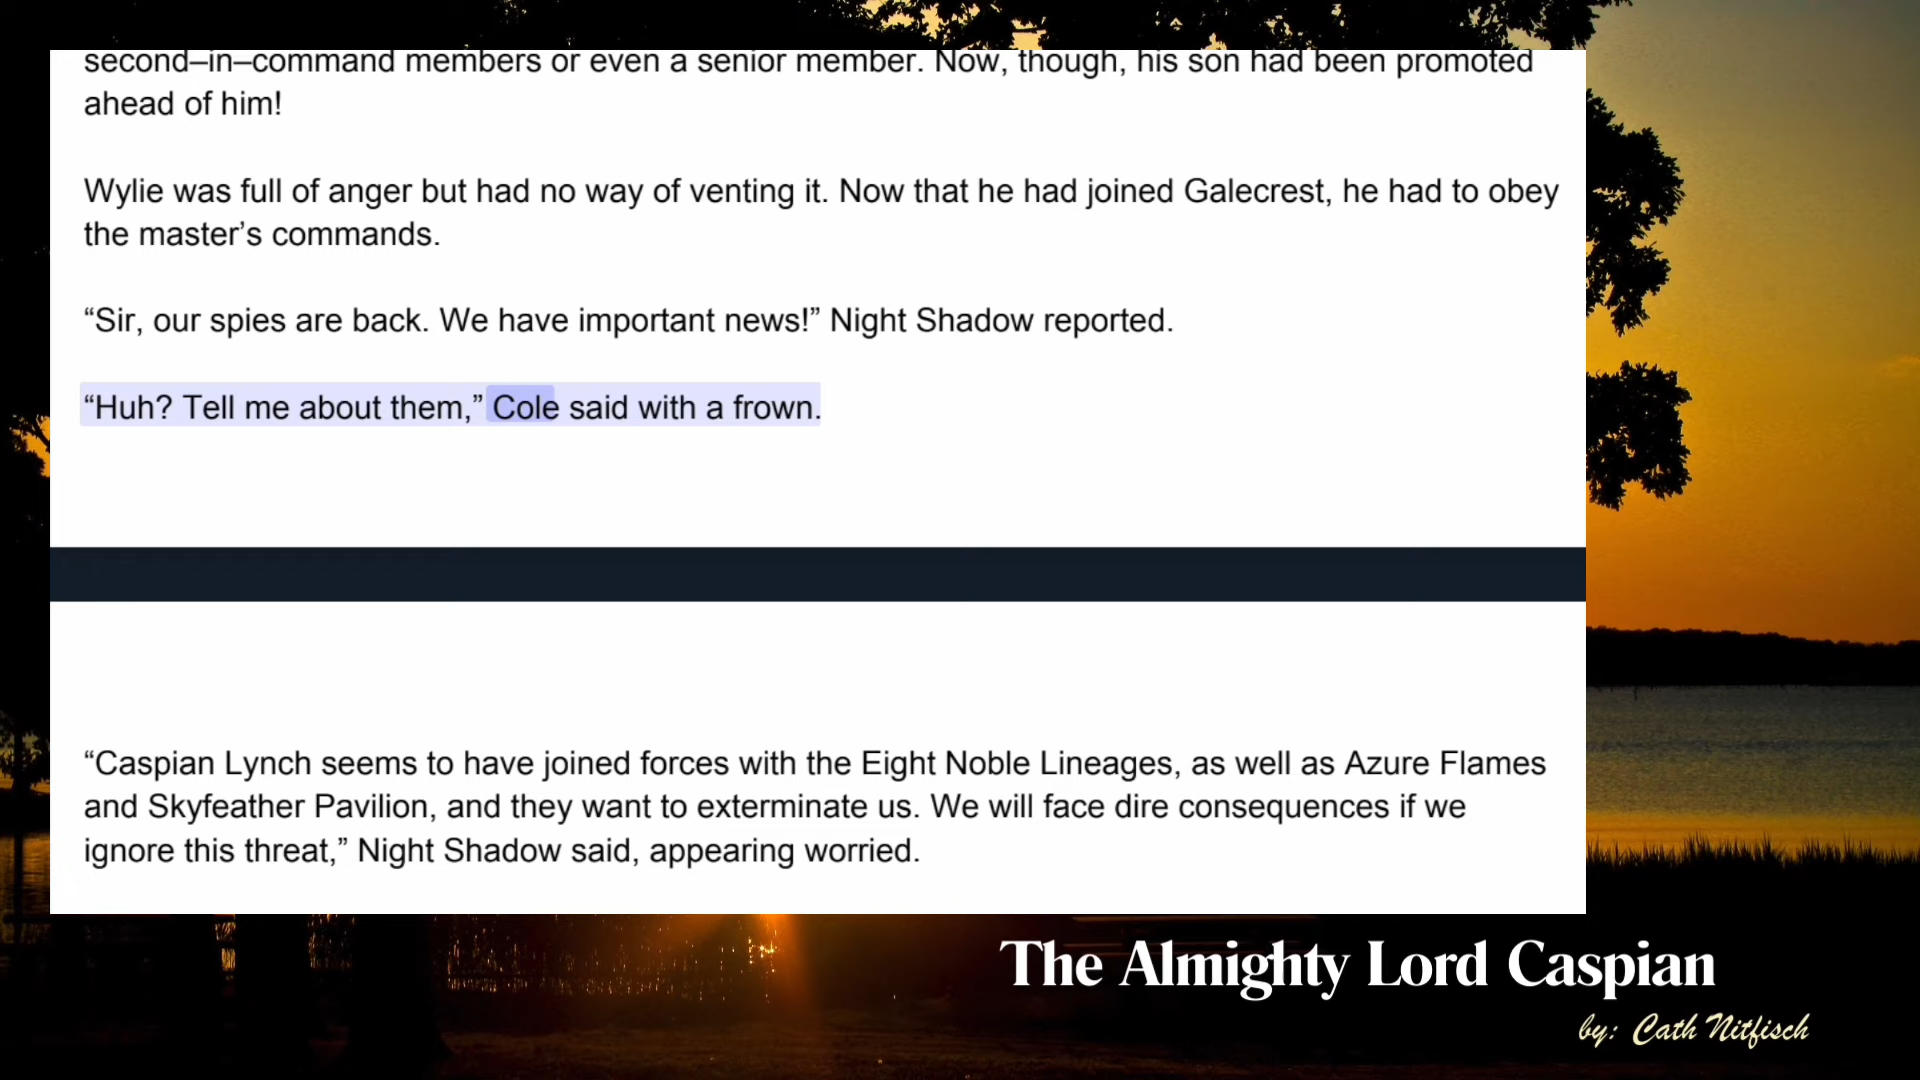 second–in–command members or even a senior member. Now, though, his son had been promoted
ahead of him!
Wylie was full of anger but had no way of venting it. Now that he had joined Galecrest, he had to obey
the master’s commands.
“Sir, our spies are back. We have important news!” Night Shadow reported.
“Huh? Tell me about them,” Cole said with a frown.
“Caspian Lynch seems to have joined forces with the Eight Noble Lineages, as well as Azure Flames
and Skyfeather Pavilion, and they want to exterminate us. We will face dire consequences if we
ignore this threat,” Night Shadow said, appearing worried.
The Almighty Lord Caspian
by: Cath Nitfisch